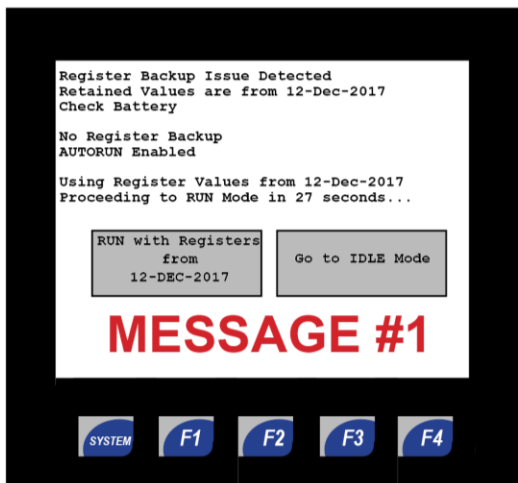 Register Backup Issue Detected
Retained Values are from 12-Dec-2017
Check Battery
No Register Backup
AUTORUN Enabled
Using Register Values from 12-Dec-2017
Proceeding to RUN Mode in 27 seconds...
RUN with Registers
from
12-DEC-2017
Go to IDLE Mode
MESSAGE #1
SYSTEM
F1
F2
F3
F4